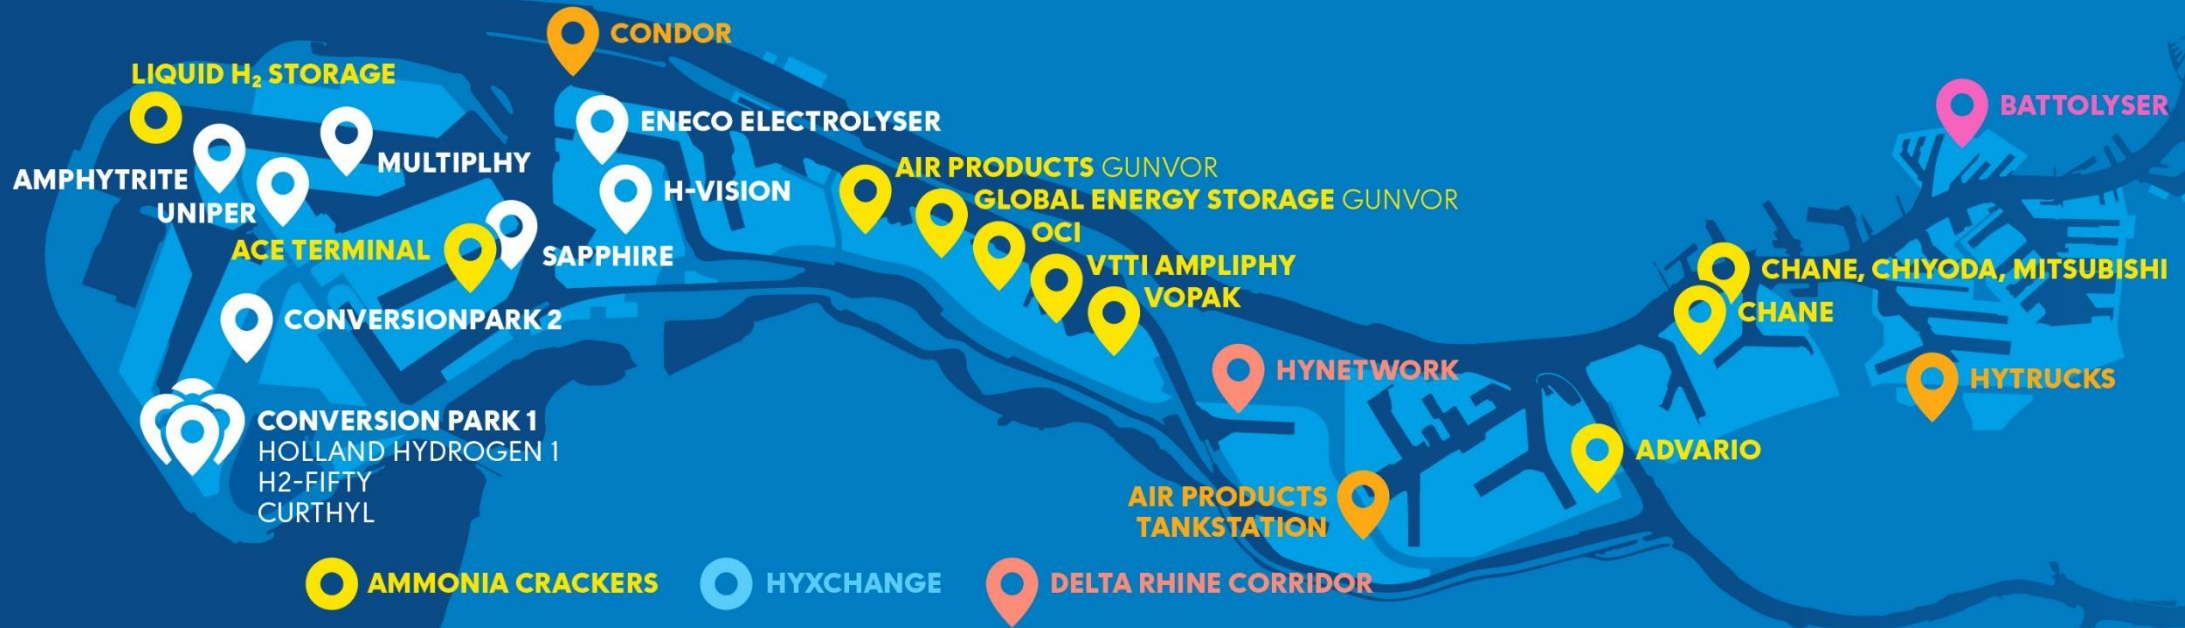 CONDOR
LIQUID H₂ STORAGE
ENECO ELECTROLYSER
BATTOLYSER
MULTIPLHY
AMPHYTRITE
UNIPER
AIR PRODUCTS GUNVOR
H-VISION
GLOBAL ENERGY STORAGE GUNVOR
OCI
ACE TERMINAL
SAPPHIRE
VTTI AMPLIPHY
VOPAK
CHANE, CHIYODA, MITSUBISHI
CHANE
CONVERSIONPARK 2
HYNETWORK
HYTRUCKS
CONVERSION PARK 1
HOLLAND HYDROGEN 1
H2-FIFTY
CURTHYL
ADVARIO
AIR PRODUCTS
TANKSTATION
AMMONIA CRACKERS
HYXCHANGE
DELTA RHINE CORRIDOR